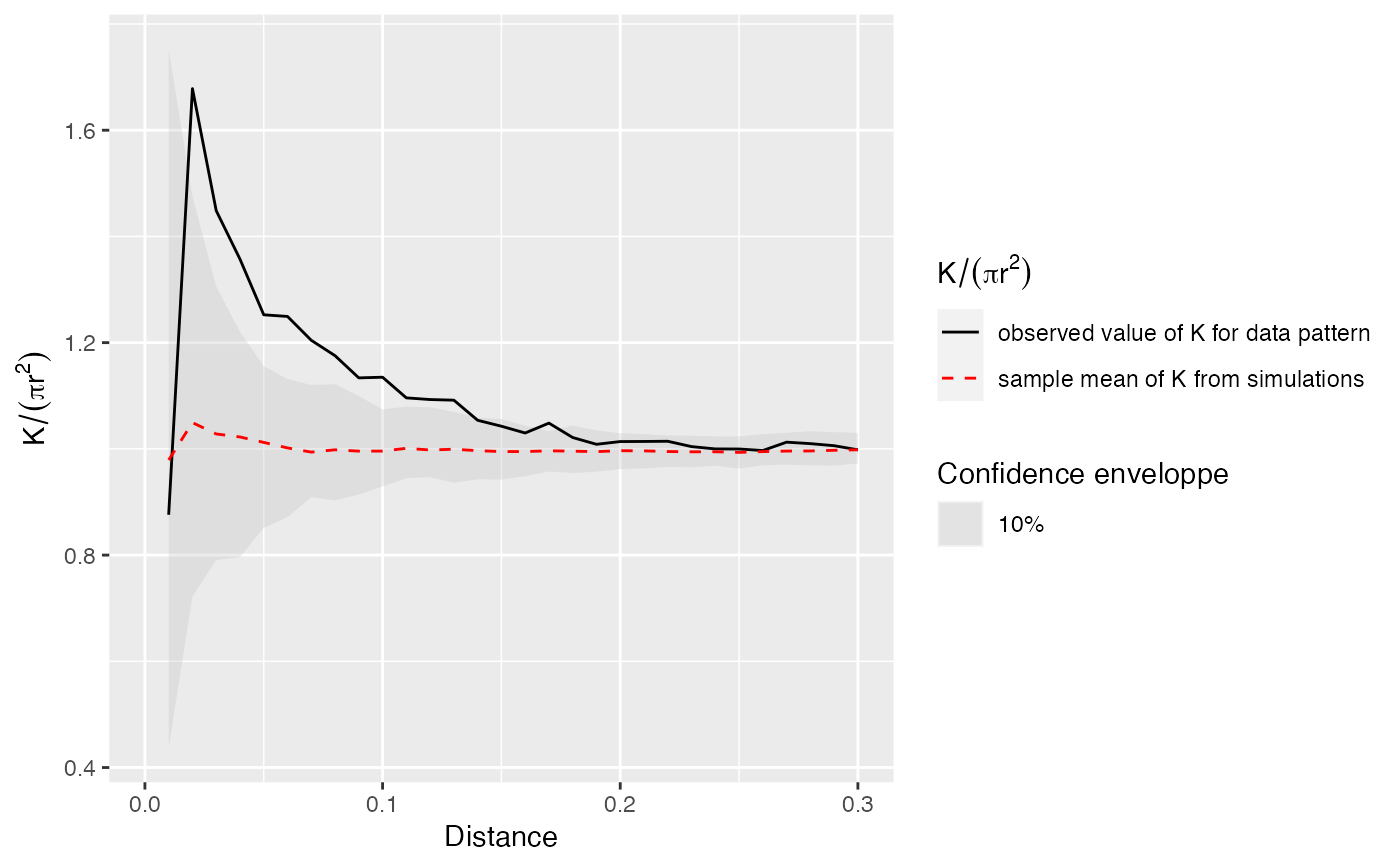 1.6
1.2
0.8
0.4
K/(πr²)
0.0
0.1
0.2
0.3
Distance
K/(πr²)
observed value of K for data pattern
sample mean of K from simulations
Confidence enveloppe
10%